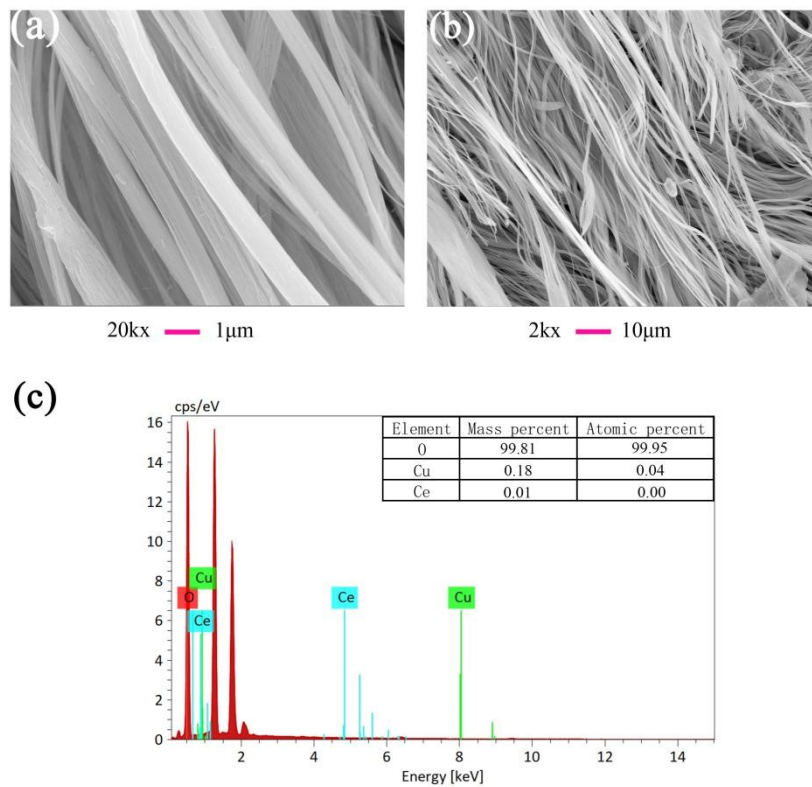 (a)
(b)
20kx 1μm
2kx 10μm
(c)
cps/eV
Element Mass percent Atomic percent
O 99.81 99.95
Cu 0.18 0.04
Ce 0.01 0.00
16
14
12
10
8
6
4
2
0
Cu
O
Ce
Ce
Cu
2 4 6 8 10 12 14
Energy [keV]